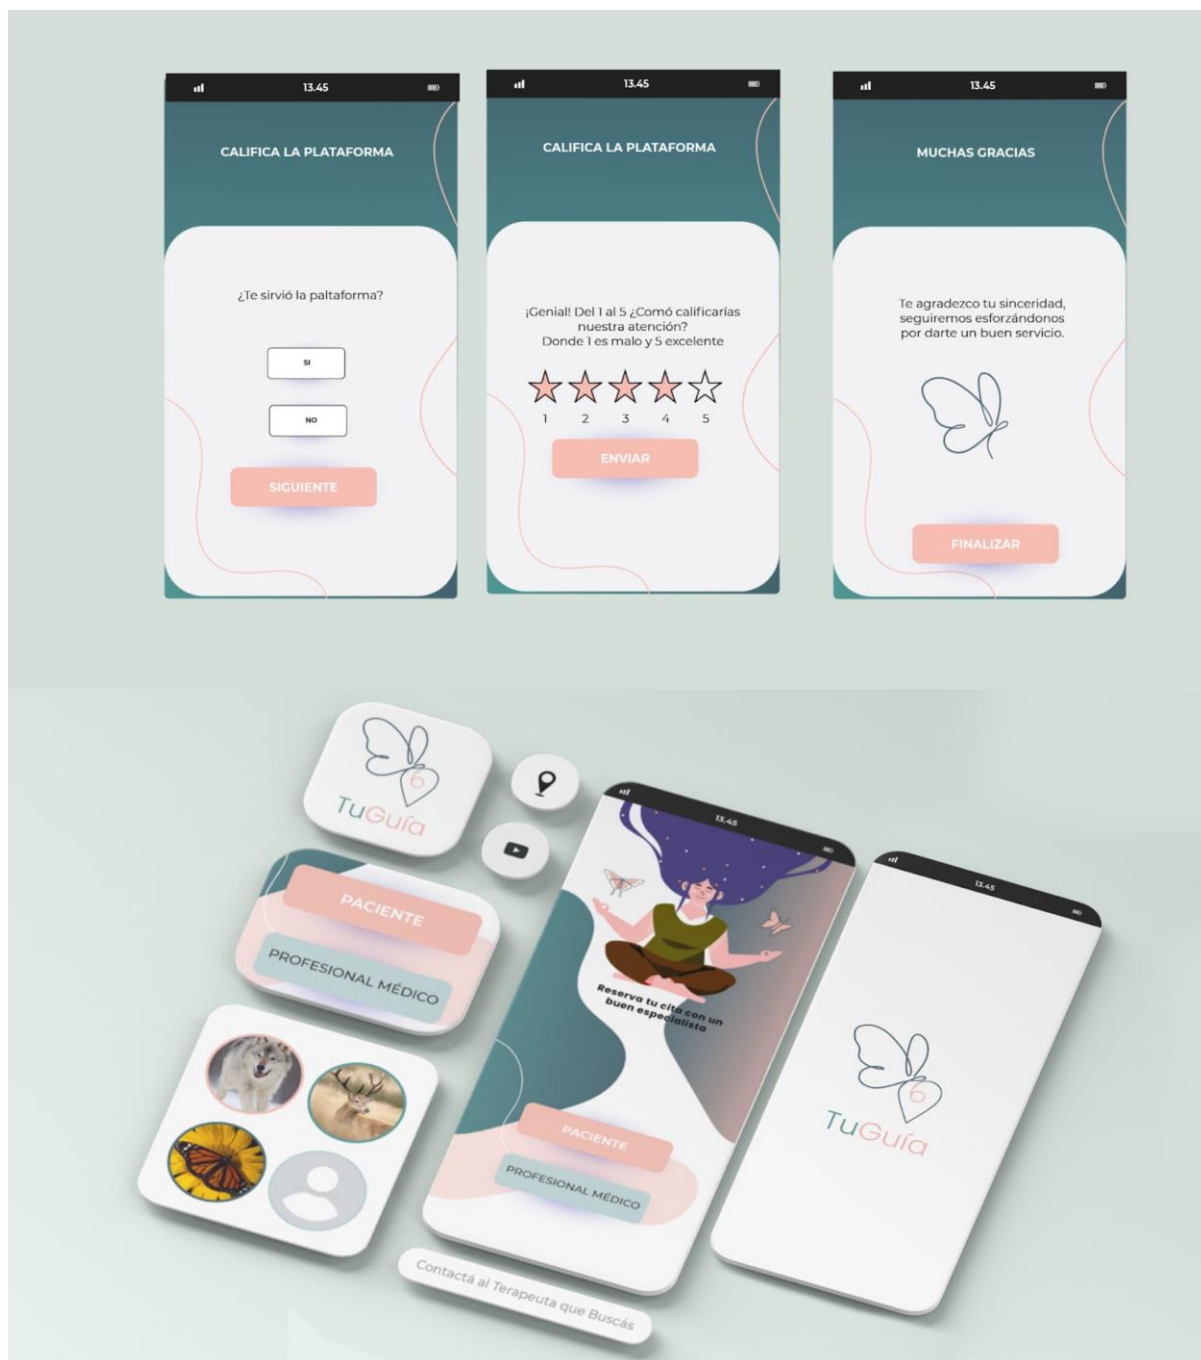 13.45
CALIFICA LA PLATAFORMA
¿Te sirvió la paltaforma?
SI
NO
SIGUIENTE
13.45
CALIFICA LA PLATAFORMA
¡Genial! Del 1 al 5 ¿Comó calificarías
nuestra atención?
Donde 1 es malo y 5 excelente
1 2 3 4 5
ENVIAR
13.45
MUCHAS GRACIAS
Te agradezco tu sinceridad,
seguiremos esforzándonos
por darte un buen servicio.
FINALIZAR
6
TuGuía
PACIENTE
PROFESIONAL MÉDICO
13.45
Reserva tu cita con un
buen especialista
PACIENTE
PROFESIONAL MÉDICO
Contactá al Terapeuta que Buscás
13.45
6
TuGuía